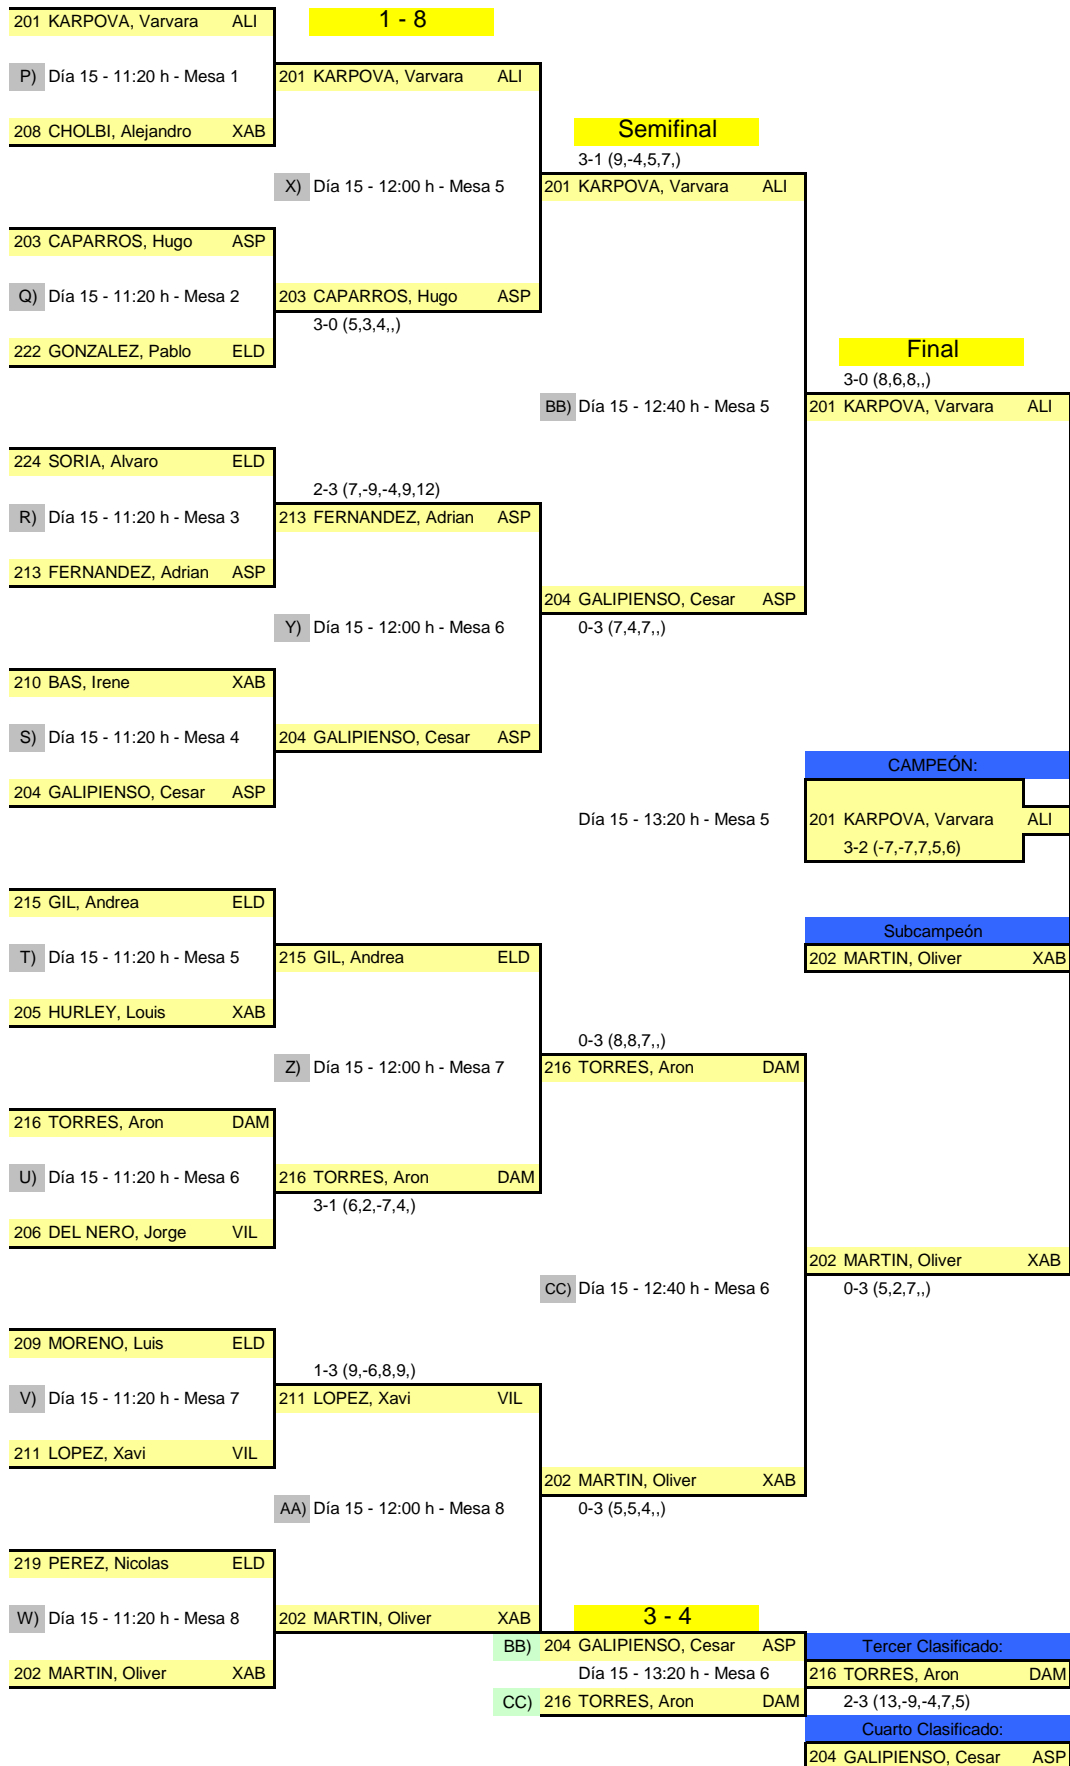 201 KARPOVA, Varvara ALI
1 - 8
P) Día 15 - 11:20 h - Mesa 1
201 KARPOVA, Varvara ALI
208 CHOLBI, Alejandro XAB
Semifinal
3-1 (9,-4,5,7,)
X) Día 15 - 12:00 h - Mesa 5
201 KARPOVA, Varvara ALI
203 CAPARROS, Hugo ASP
Q) Día 15 - 11:20 h - Mesa 2
203 CAPARROS, Hugo ASP
3-0 (5,3,4,,)
222 GONZALEZ, Pablo ELD
Final
3-0 (8,6,8,,)
BB) Día 15 - 12:40 h - Mesa 5
201 KARPOVA, Varvara ALI
224 SORIA, Alvaro ELD
2-3 (7,-9,-4,9,12)
R) Día 15 - 11:20 h - Mesa 3
213 FERNANDEZ, Adrian ASP
213 FERNANDEZ, Adrian ASP
204 GALIPIENSO, Cesar ASP
Y) Día 15 - 12:00 h - Mesa 6
0-3 (7,4,7,,)
210 BAS, Irene XAB
S) Día 15 - 11:20 h - Mesa 4
204 GALIPIENSO, Cesar ASP
CAMPEÓN:
204 GALIPIENSO, Cesar ASP
Día 15 - 13:20 h - Mesa 5
201 KARPOVA, Varvara ALI
3-2 (-7,-7,7,5,6)
215 GIL, Andrea ELD
Subcampeón
T) Día 15 - 11:20 h - Mesa 5
215 GIL, Andrea ELD
202 MARTIN, Oliver XAB
205 HURLEY, Louis XAB
0-3 (8,8,7,,)
Z) Día 15 - 12:00 h - Mesa 7
216 TORRES, Aron DAM
216 TORRES, Aron DAM
U) Día 15 - 11:20 h - Mesa 6
216 TORRES, Aron DAM
3-1 (6,2,-7,4,)
206 DEL NERO, Jorge VIL
202 MARTIN, Oliver XAB
CC) Día 15 - 12:40 h - Mesa 6
0-3 (5,2,7,,)
209 MORENO, Luis ELD
1-3 (9,-6,8,9,)
V) Día 15 - 11:20 h - Mesa 7
211 LOPEZ, Xavi VIL
211 LOPEZ, Xavi VIL
202 MARTIN, Oliver XAB
AA) Día 15 - 12:00 h - Mesa 8
0-3 (5,5,4,,)
219 PEREZ, Nicolas ELD
W) Día 15 - 11:20 h - Mesa 8
202 MARTIN, Oliver XAB
3 - 4
BB) 204 GALIPIENSO, Cesar ASP
Tercer Clasificado:
202 MARTIN, Oliver XAB
Día 15 - 13:20 h - Mesa 6
216 TORRES, Aron DAM
CC) 216 TORRES, Aron DAM
2-3 (13,-9,-4,7,5)
Cuarto Clasificado:
204 GALIPIENSO, Cesar ASP